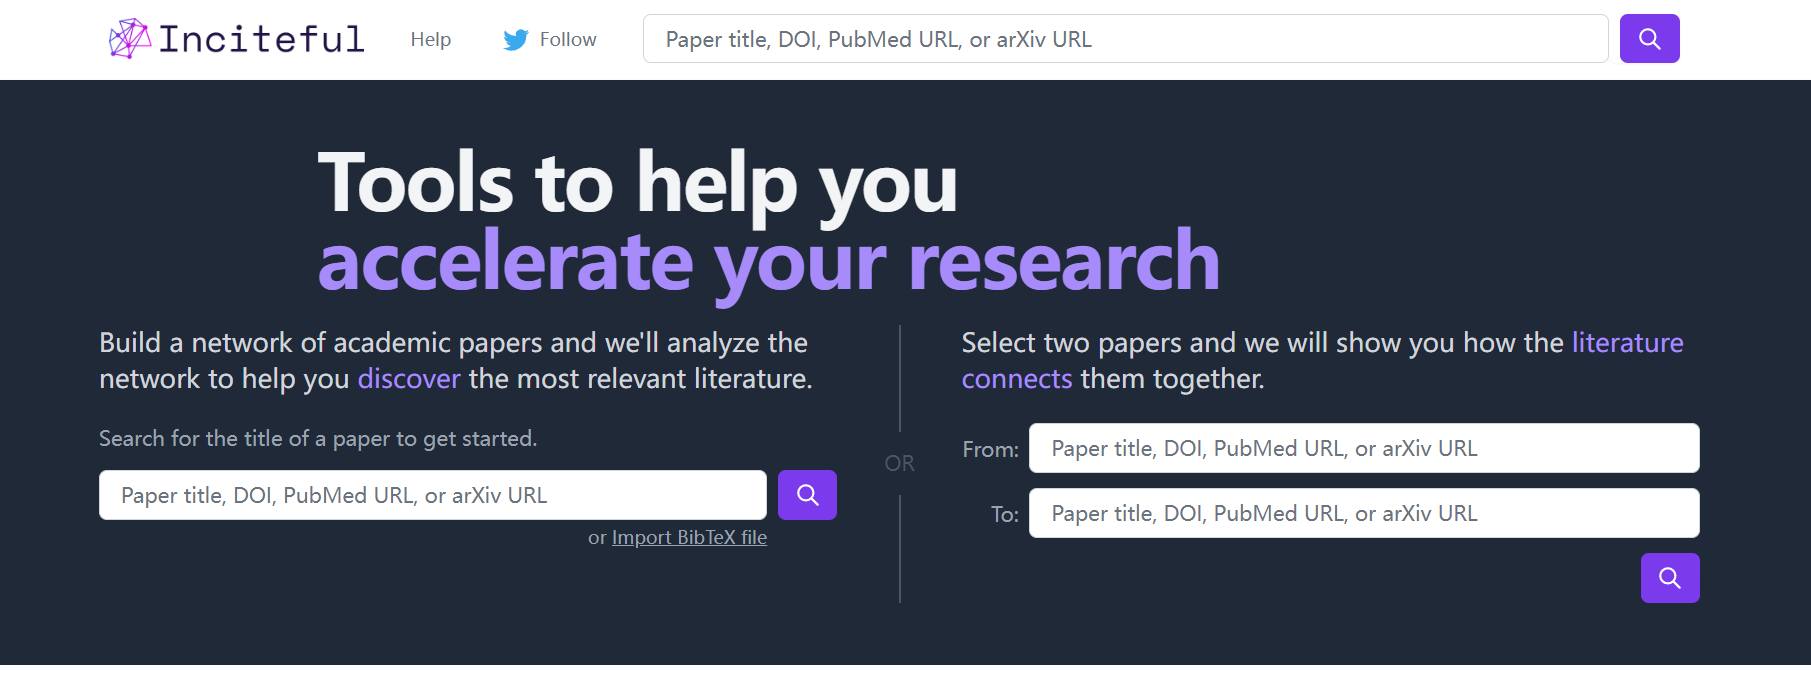 Inciteful
Help
Follow
Paper title, DOI, PubMed URL, or arXiv URL
Tools to help you
accelerate your research
Build a network of academic papers and we'll analyze the
network to help you discover the most relevant literature.
Search for the title of a paper to get started.
Paper title, DOI, PubMed URL, or arXiv URL
or Import BibTeX file
OR
Select two papers and we will show you how the literature
connects them together.
From: Paper title, DOI, PubMed URL, or arXiv URL
To: Paper title, DOI, PubMed URL, or arXiv URL